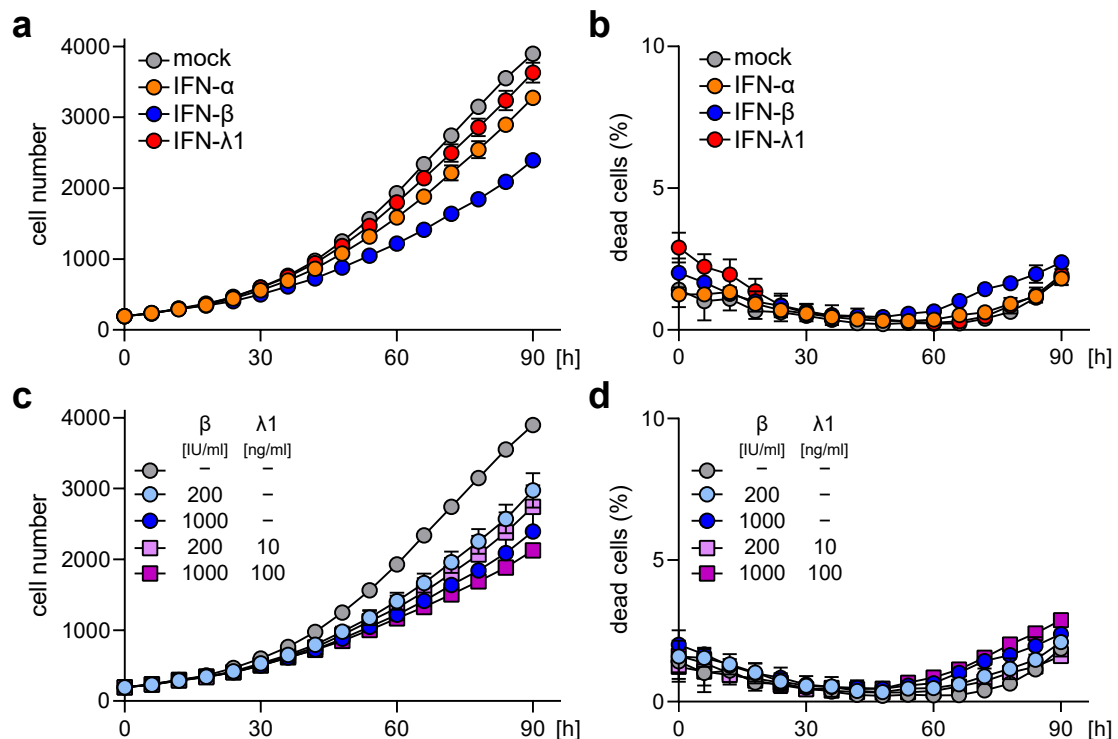 a
4000
3000
2000
1000
0
cell number
mock
IFN-α
IFN-β
IFN-λ1
0
30
60
90
[h]
b
10
5
0
dead cells (%)
mock
IFN-α
IFN-β
IFN-λ1
0
30
60
90
[h]
c
4000
3000
2000
1000
0
cell number
β λ1
[IU/ml] [ng/ml]
– –
200 –
1000 –
200 10
1000 100
0
30
60
90
[h]
d
10
5
0
dead cells (%)
β λ1
[IU/ml] [ng/ml]
– –
200 –
1000 –
200 10
1000 100
0
30
60
90
[h]